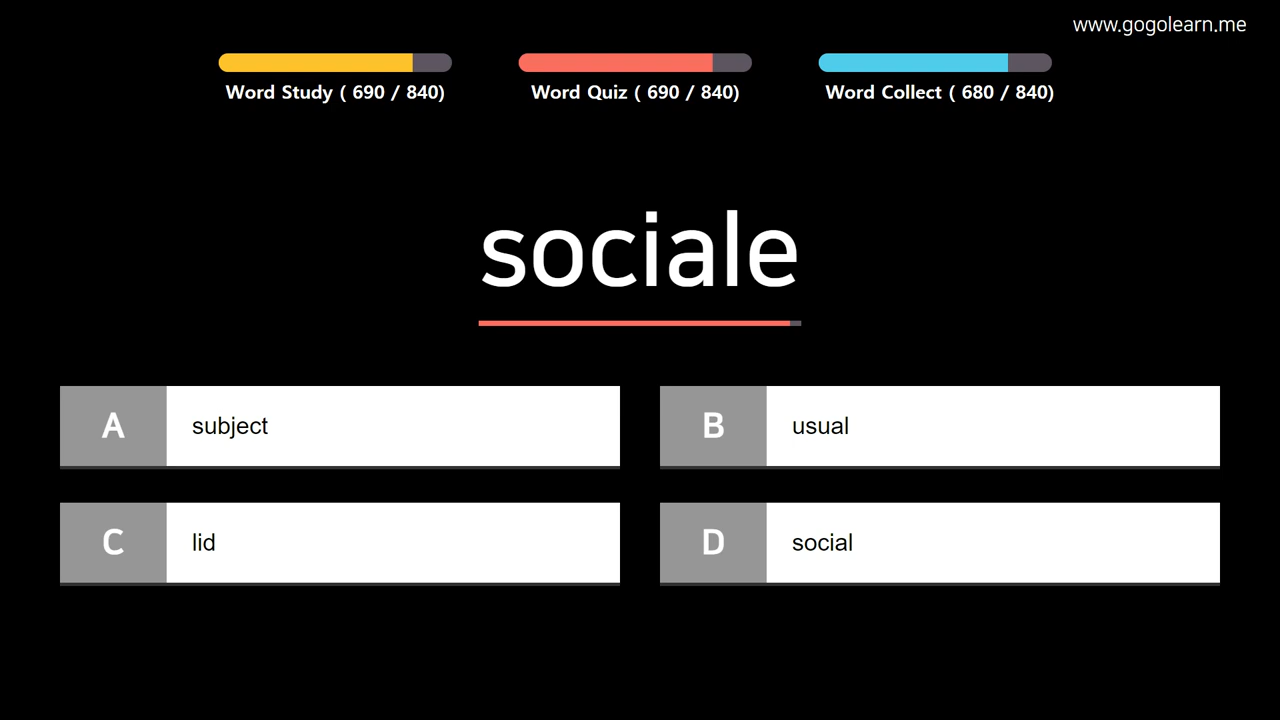 www.gogolearn.me
Word Study ( 690 / 840)
Word Quiz ( 690 / 840)
Word Collect ( 680 / 840)
sociale
A subject
B usual
C lid
D social